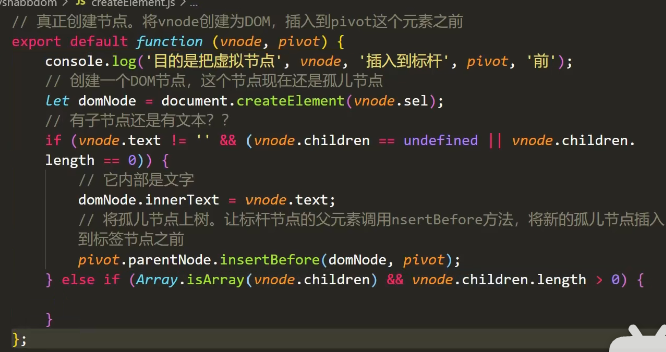 ysnabbdom > JS createElement.js > ...
// 真正创建节点。将vnode创建为DOM，插入到pivot这个元素之前
export default function (vnode, pivot) {
console.log('目的是把虚拟节点', vnode, '插入到标杆', pivot, '前');
// 创建一个DOM节点，这个节点现在还是孤儿节点
let domNode = document.createElement(vnode.sel);
// 有子节点还是有文本？？
if (vnode.text != '' && (vnode.children == undefined || vnode.children.
length == 0)) {
// 它内部是文字
domNode.innerText = vnode.text;
// 将孤儿节点上树。让标杆节点的父元素调用nsertBefore方法，将新的孤儿节点插入
到标签节点之前
pivot.parentNode.insertBefore(domNode, pivot);
} else if (Array.isArray(vnode.children) && vnode.children.length > 0) {
}
};